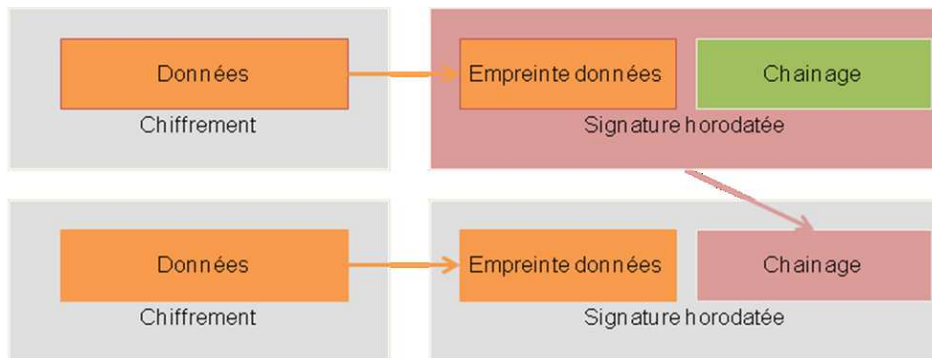 Données
Empreinte données
Chainage
Chiffrement
Signature horodatée
Données
Empreinte données
Chainage
Chiffrement
Signature horodatée